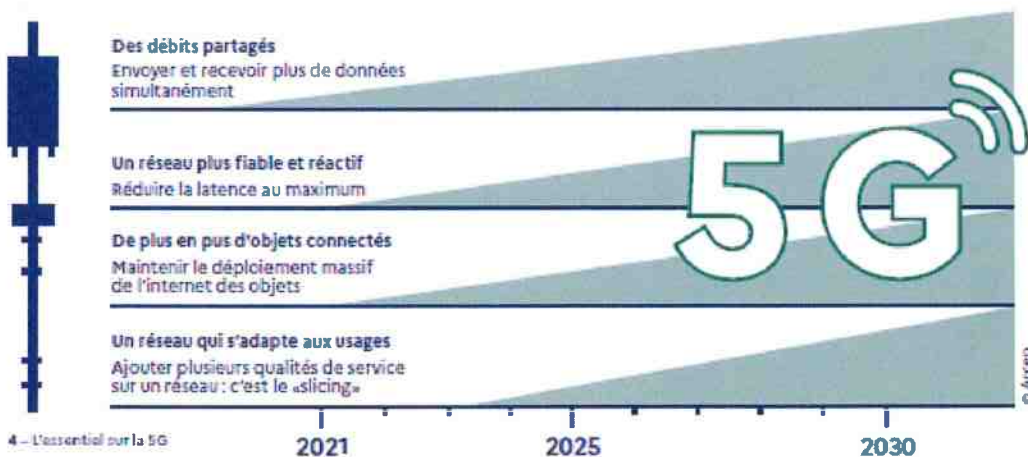 Des débits partagés
Envoyer et recevoir plus de données
simultanément
Un réseau plus fiable et réactif
Réduire la latence au maximum
De plus en pus d'objets connectés
Maintenir le déploiement massif
de l'internet des objets
Un réseau qui s'adapte aux usages
Ajouter plusieurs qualités de service
sur un réseau : c'est le «slicing»
5G
© Arcep
4 – L'essentiel sur la 5G
2021 2025 2030